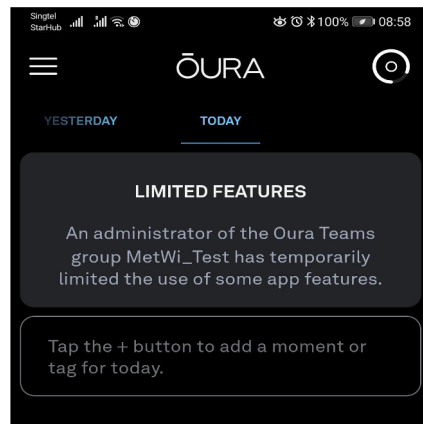 Singtel
StarHub
100% 08:58
ŌURA
YESTERDAY TODAY
LIMITED FEATURES
An administrator of the Oura Teams
group MetWi_Test has temporarily
limited the use of some app features.
Tap the + button to add a moment or
tag for today.